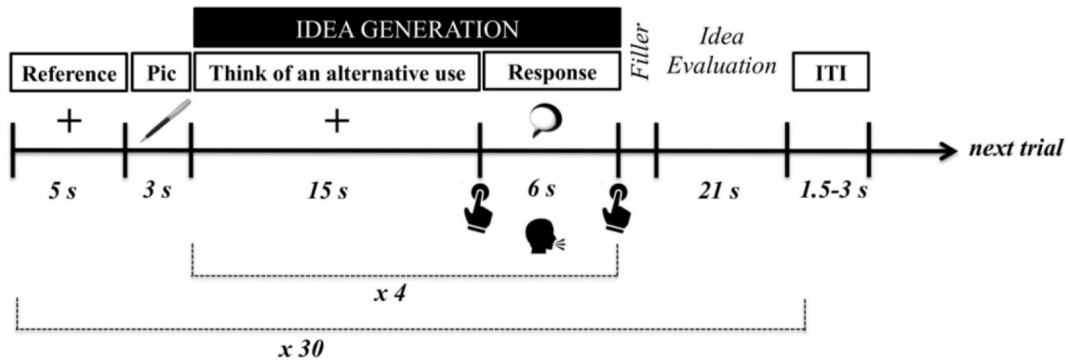 IDEA GENERATION
Reference
Pic
Think of an alternative use
Response
Filler
Idea
Evaluation
ITI
next trial
5 s
3 s
15 s
6 s
21 s
1.5-3 s
x 4
x 30